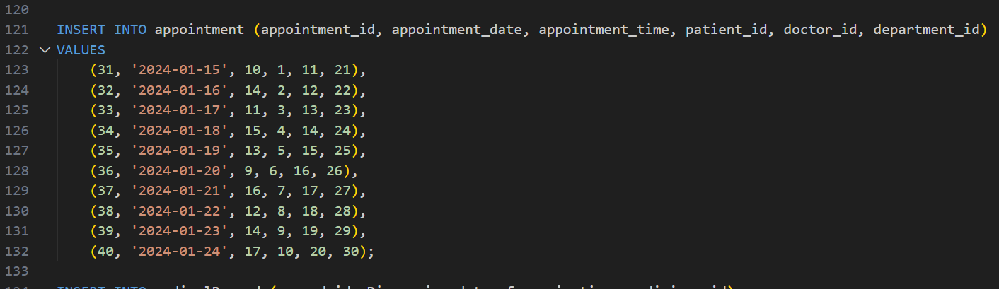 120
121 INSERT INTO appointment (appointment_id, appointment_date, appointment_time, patient_id, doctor_id, department_id)
122 VALUES
123 (31, '2024-01-15', 10, 1, 11, 21),
124 (32, '2024-01-16', 14, 2, 12, 22),
125 (33, '2024-01-17', 11, 3, 13, 23),
126 (34, '2024-01-18', 15, 4, 14, 24),
127 (35, '2024-01-19', 13, 5, 15, 25),
128 (36, '2024-01-20', 9, 6, 16, 26),
129 (37, '2024-01-21', 16, 7, 17, 27),
130 (38, '2024-01-22', 12, 8, 18, 28),
131 (39, '2024-01-23', 14, 9, 19, 29),
132 (40, '2024-01-24', 17, 10, 20, 30);
133